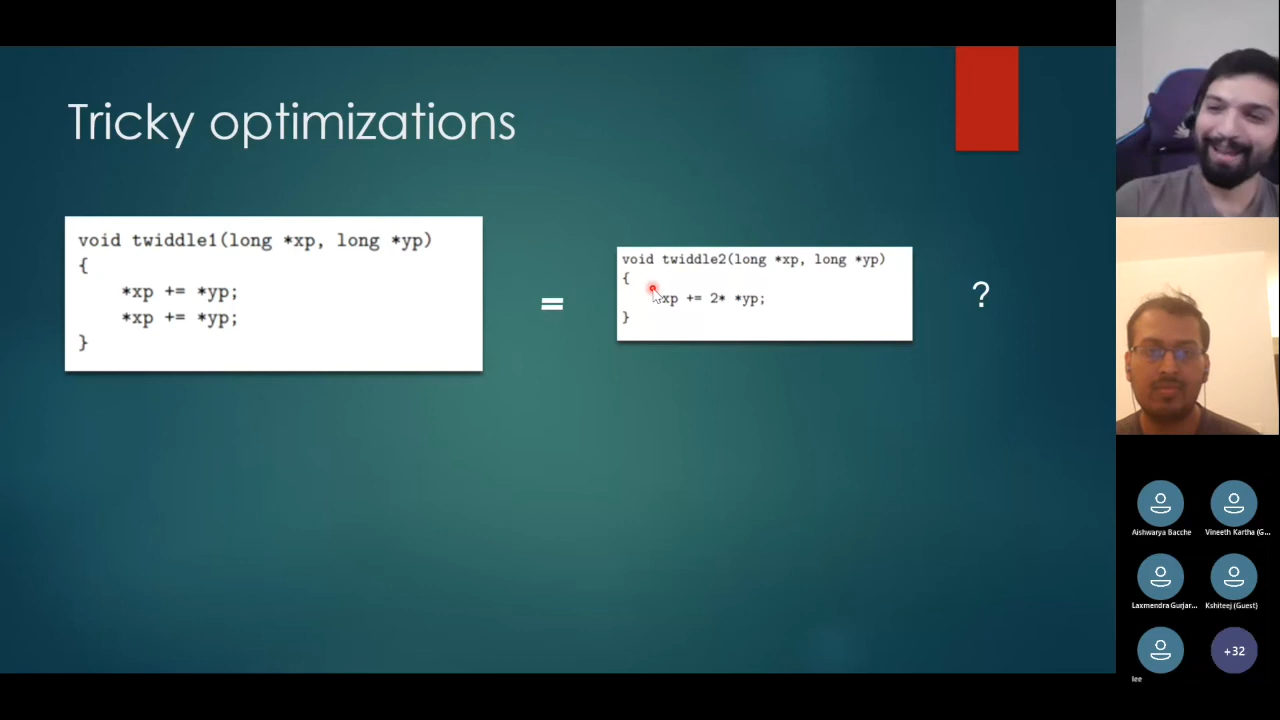 Tricky optimizations
void twiddle1(long *xp, long *yp)
{
*xp += *yp;
*xp += *yp;
}
=
void twiddle2(long *xp, long *yp)
{
xp += 2* *yp;
}
?
Aishwarya Bacche
Vineeth Kartha (G...
Laxmendra Gurjar...
Kshiteej (Guest)
lee
+32